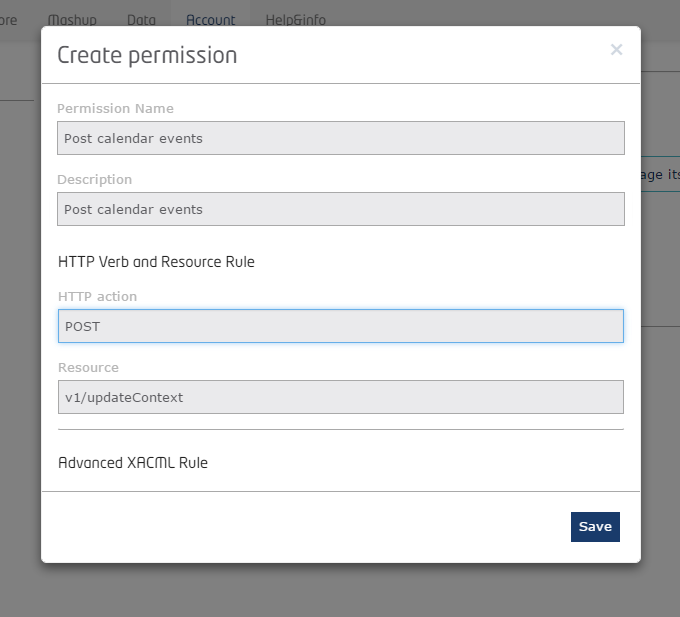 ore Mashup Data Account Help&info
Create permission ×
Permission Name
Post calendar events
age its
Description
Post calendar events
HTTP Verb and Resource Rule
HTTP action
POST
Resource
v1/updateContext
Advanced XACML Rule
Save